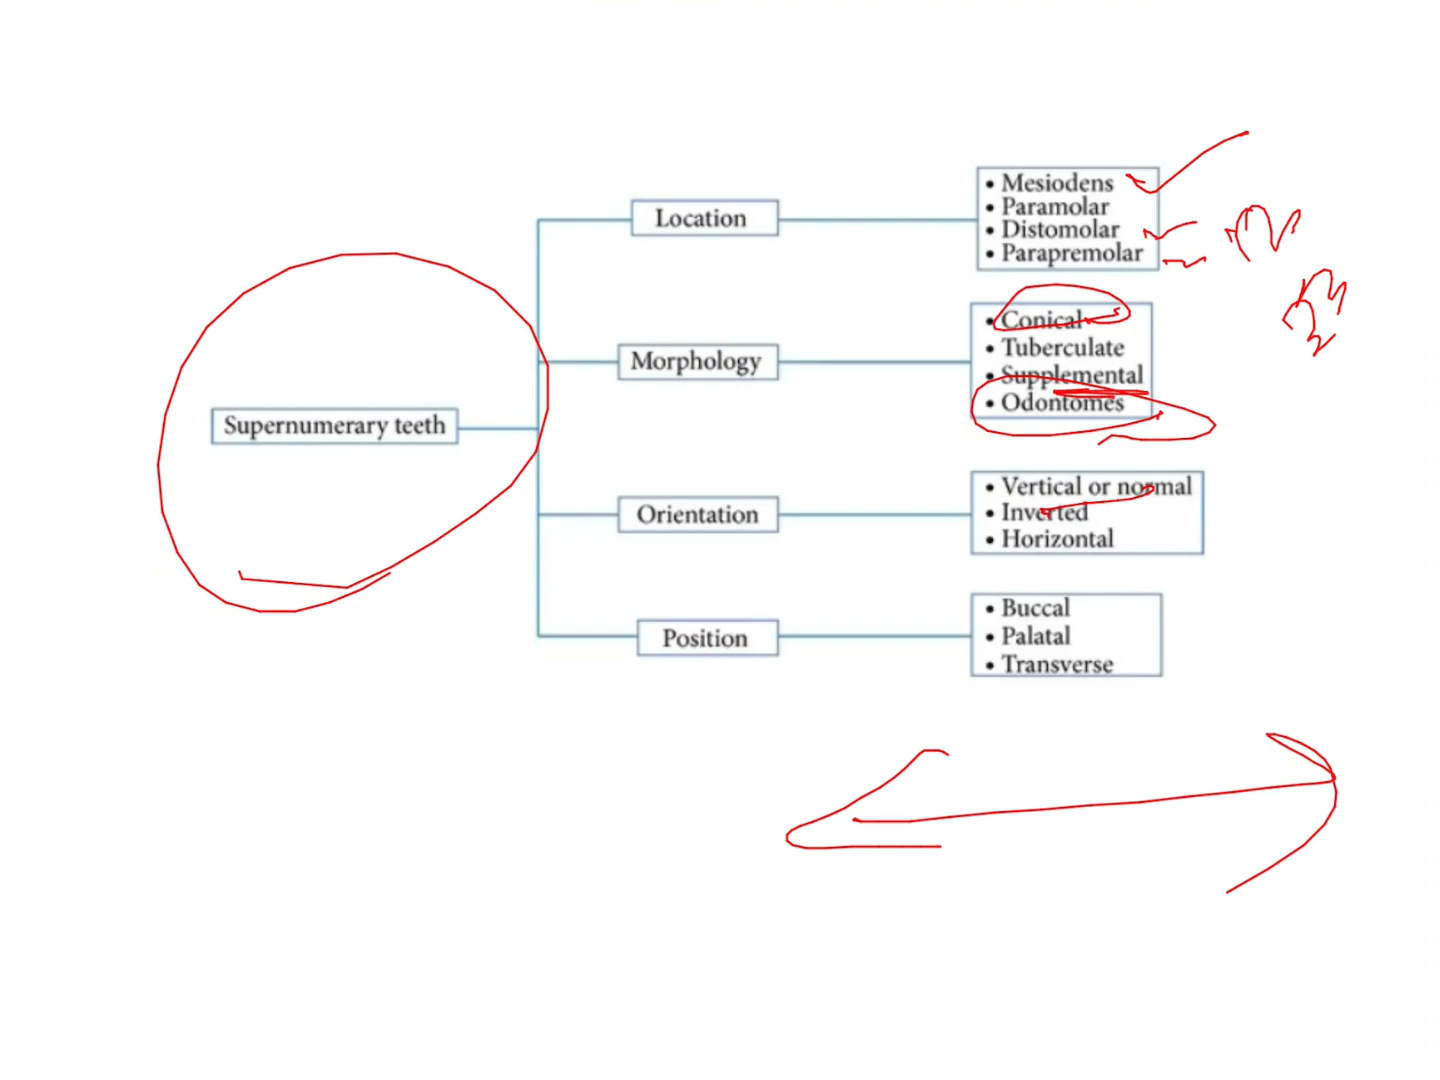 Supernumerary teeth
Location
• Mesiodens
• Paramolar
• Distomolar
• Parapremolar
Morphology
• Conical
• Tuberculate
• Supplemental
• Odontomes
Orientation
• Vertical or normal
• Inverted
• Horizontal
Position
• Buccal
• Palatal
• Transverse